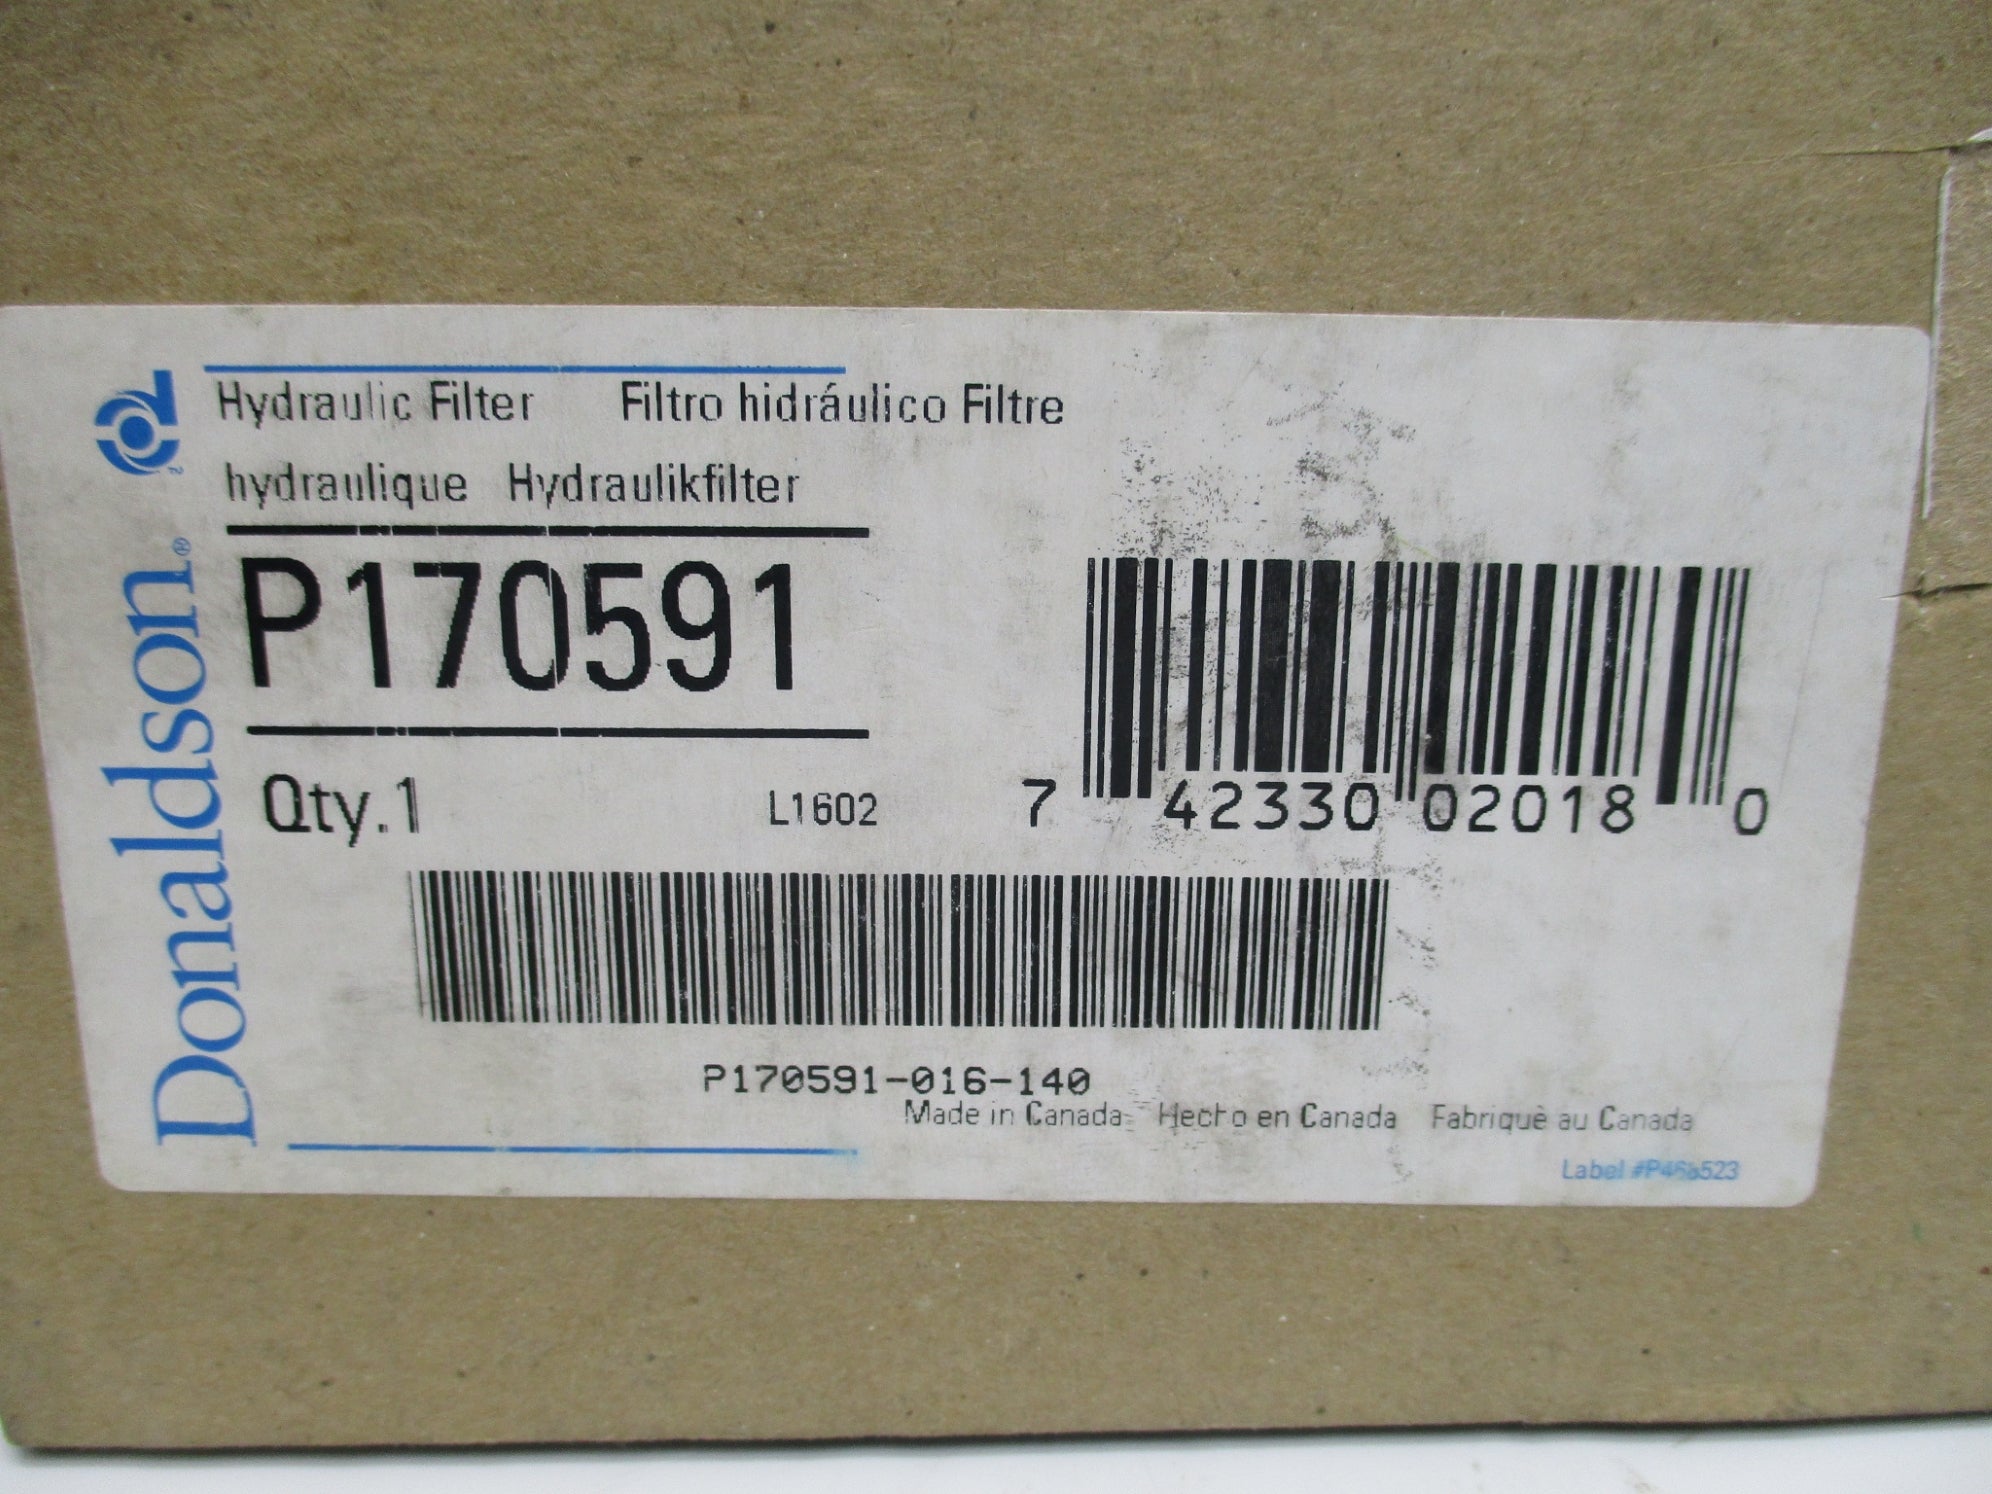 Donaldson®
Hydraulic Filter Filtro hidráulico Filtre
hydraulique Hydraulikfilter
P170591
Qty.1 L1602
7 42330 02018 0
P170591-016-140
Made in Canada Hecho en Canada Fabriquè au Canada
Label